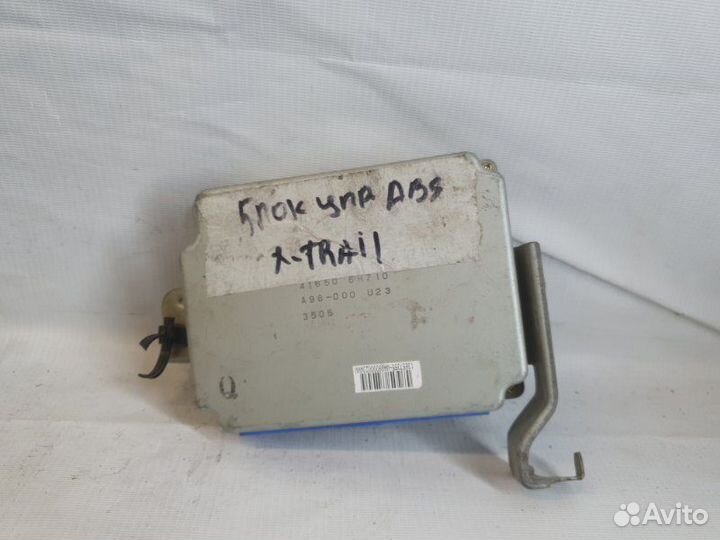 Блок упр ABS
X-TRAIL
41650 8H710
A96-000 U23
3505
Q
Avito